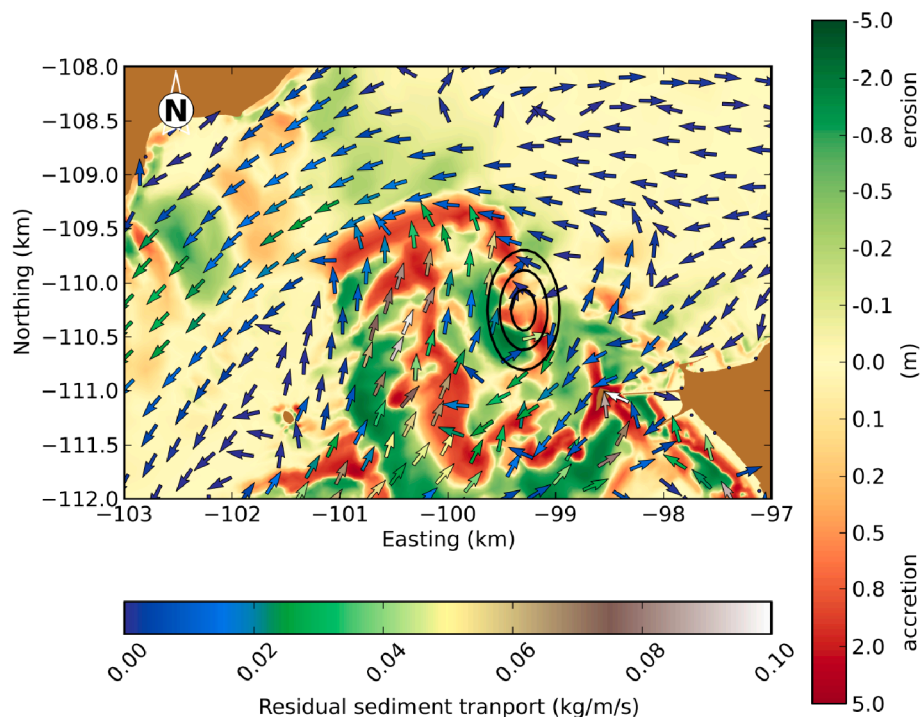 N
−108.0
−108.5
−109.0
−109.5
−110.0
−110.5
−111.0
−111.5
−112.0
Northing (km)
−103 −102 −101 −100 −99 −98 −97
Easting (km)
-5.0
-2.0
-0.8
-0.5
-0.2
-0.1
0.0
0.1
0.2
0.5
0.8
2.0
5.0
erosion
(m)
accretion
0.00 0.02 0.04 0.06 0.08 0.10
Residual sediment tranport (kg/m/s)